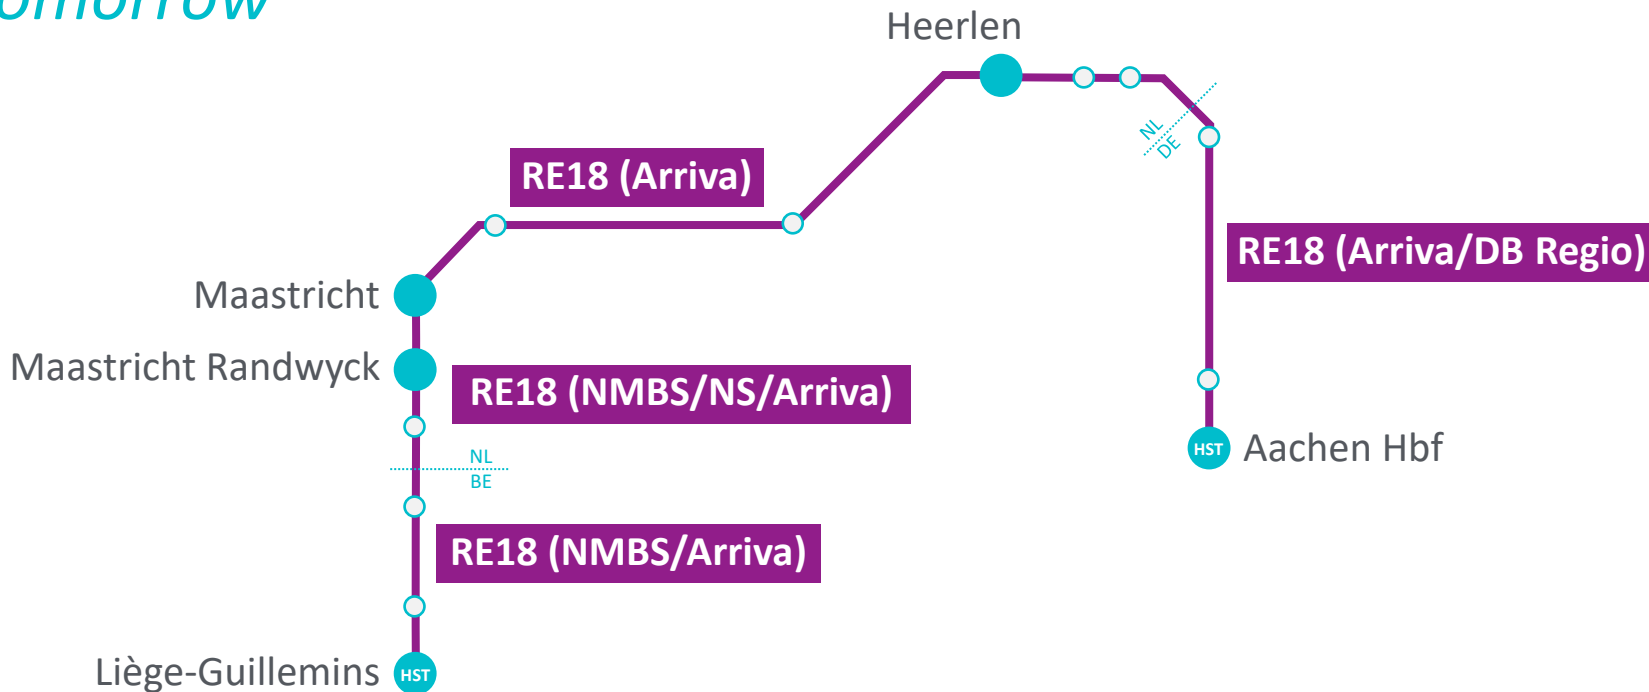 Heerlen
NL
DE
RE18 (Arriva)
RE18 (Arriva/DB Regio)
Maastricht
Maastricht Randwyck
RE18 (NMBS/NS/Arriva)
HST Aachen Hbf
NL
BE
RE18 (NMBS/Arriva)
Liège-Guillemins HST